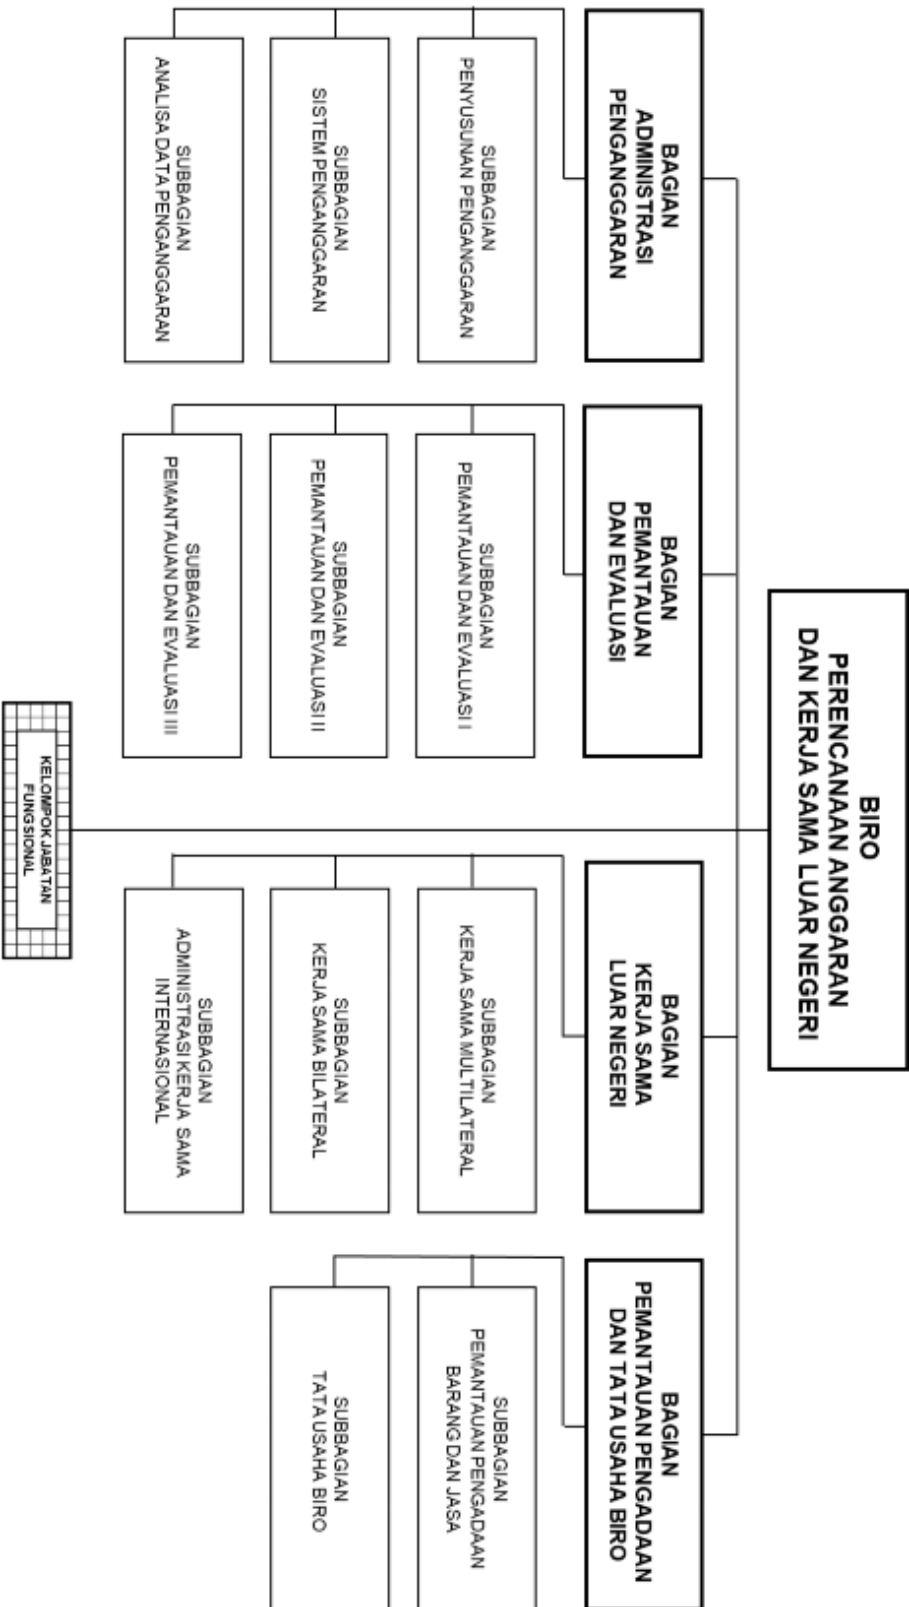 BIRO
PERENCANAAN ANGGARAN
DAN KERJA SAMA LUAR NEGERI
BAGIAN
ADMINISTRASI
PENGANGGARAN
SUBBAGIAN
PENYUSUNAN PENGANGGARAN
SUBBAGIAN
SISTEM PENGANGGARAN
SUBBAGIAN
ANALISA DATA PENGANGGARAN
BAGIAN
PEMANTAUAN
DAN EVALUASI
SUBBAGIAN
PEMANTAUAN DAN EVALUASI I
SUBBAGIAN
PEMANTAUAN DAN EVALUASI II
SUBBAGIAN
PEMANTAUAN DAN EVALUASI III
BAGIAN
KERJA SAMA
LUAR NEGERI
SUBBAGIAN
KERJA SAMA MULTILATERAL
SUBBAGIAN
KERJA SAMA BILATERAL
SUBBAGIAN
ADMINISTRASI KERJA SAMA
INTERNASIONAL
BAGIAN
PEMANTAUAN PENGADAAN
DAN TATA USAHA BIRO
SUBBAGIAN
PEMANTAUAN PENGADAAN
BARANG DAN JASA
SUBBAGIAN
TATA USAHA BIRO
KELOMPOK JABATAN
FUNGSIONAL